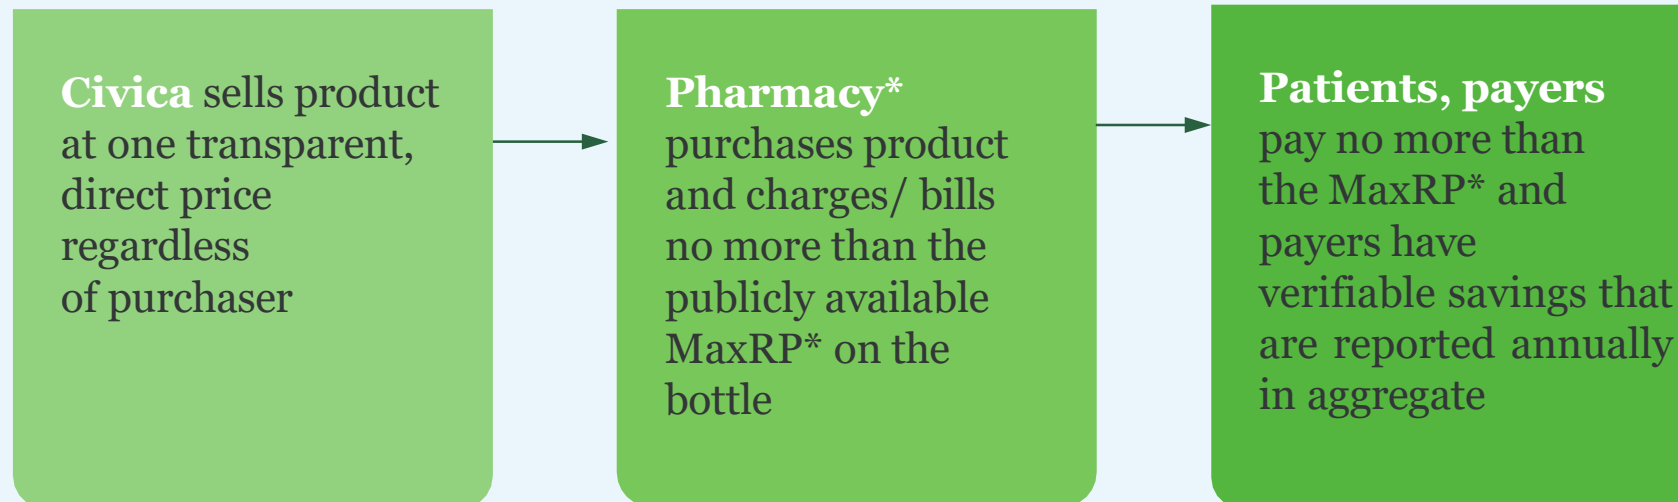 Civica sells product
at one transparent,
direct price
regardless
of purchaser
Pharmacy*
purchases product
and charges/ bills
no more than the
publicly available
MaxRP* on the
bottle
Patients, payers
pay no more than
the MaxRP* and
payers have
verifiable savings that
are reported annually
in aggregate